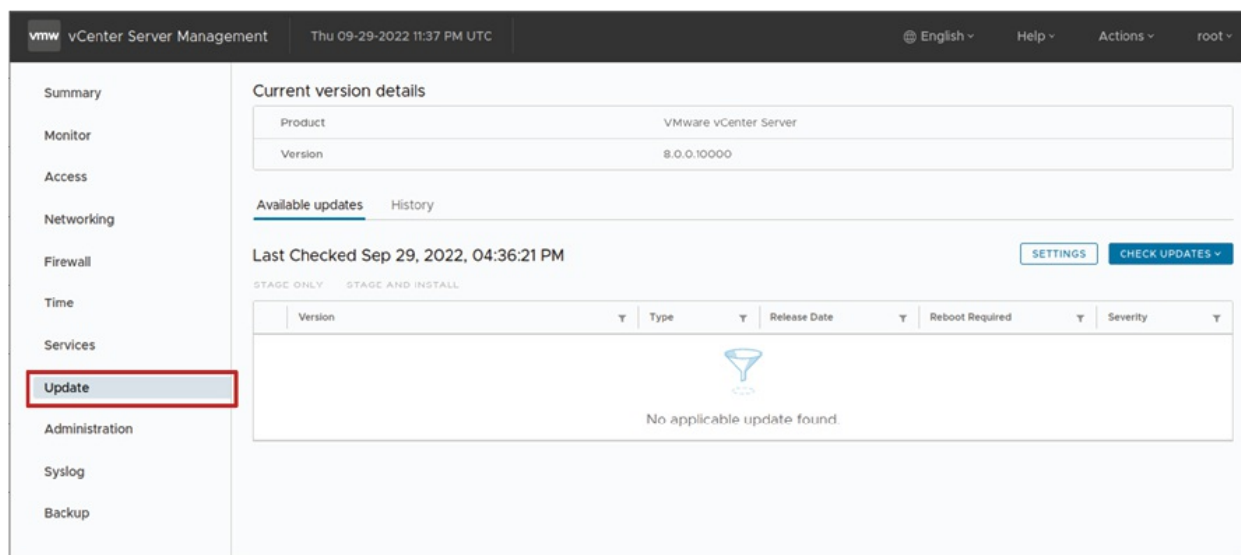 vmw vCenter Server Management Thu 09-29-2022 11:37 PM UTC English Help Actions root
Summary
Monitor
Access
Networking
Firewall
Time
Services
Update
Administration
Syslog
Backup
Current version details
Product VMware vCenter Server
Version 8.0.0.10000
Available updates History
Last Checked Sep 29, 2022, 04:36:21 PM SETTINGS CHECK UPDATES
STAGE ONLY STAGE AND INSTALL
Version Type Release Date Reboot Required Severity
No applicable update found.